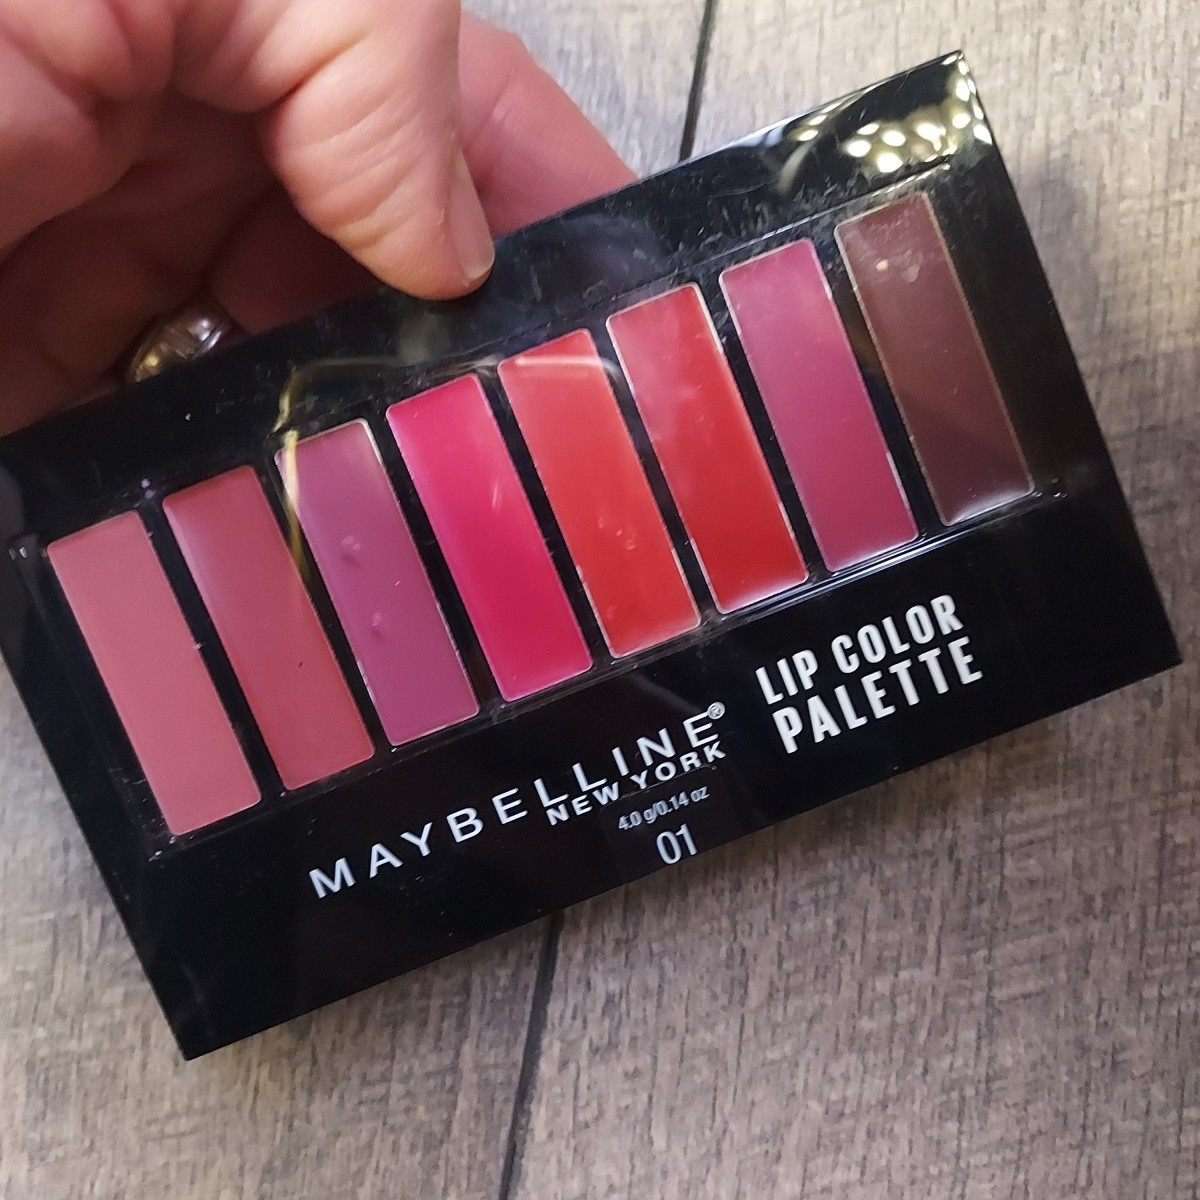 MAYBELLINE®
NEW YORK
LIP COLOR
PALETTE
4.0 g/0.14 oz
01